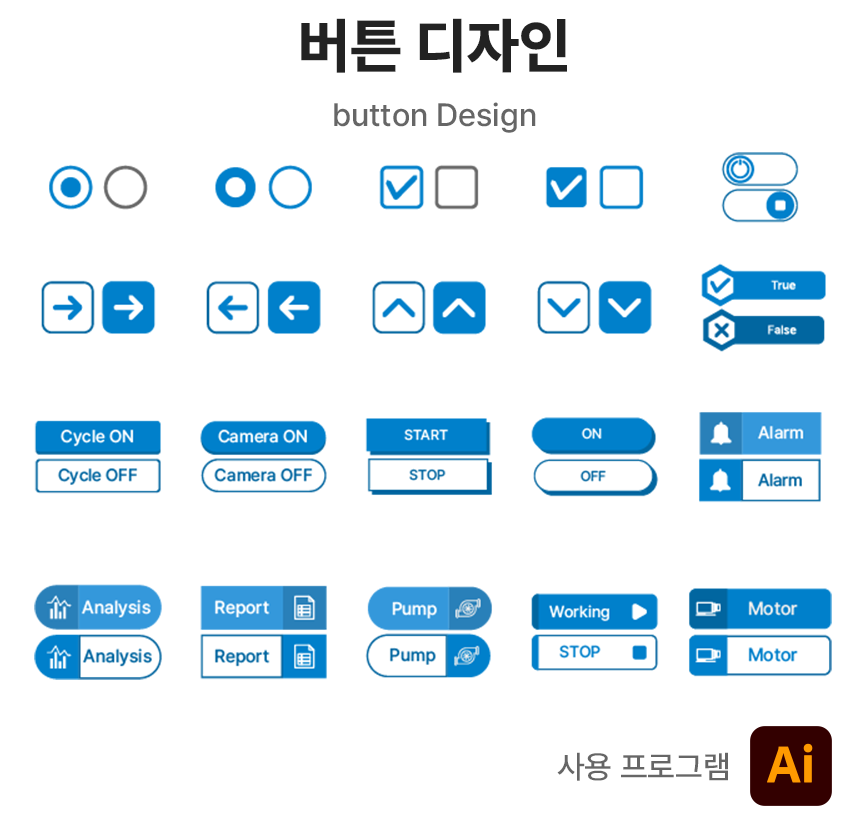 버튼 디자인
button Design
True
False
Cycle ON
Camera ON
START
ON
Alarm
Cycle OFF
Camera OFF
STOP
OFF
Alarm
Analysis
Report
Pump
Working
Motor
Analysis
Report
Pump
STOP
Motor
사용 프로그램
Ai